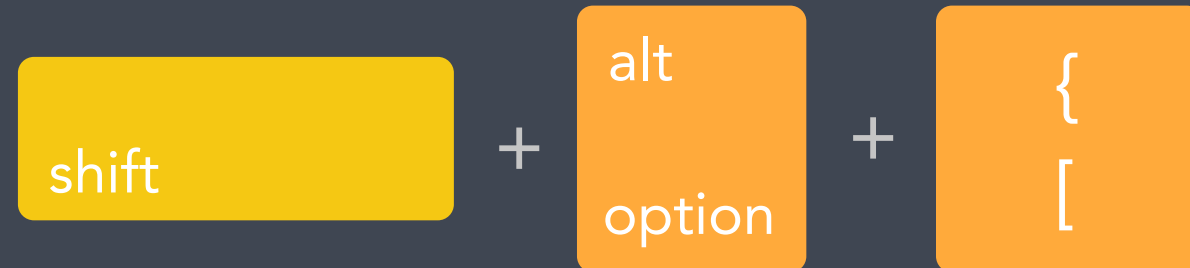 shift + alt option + { [